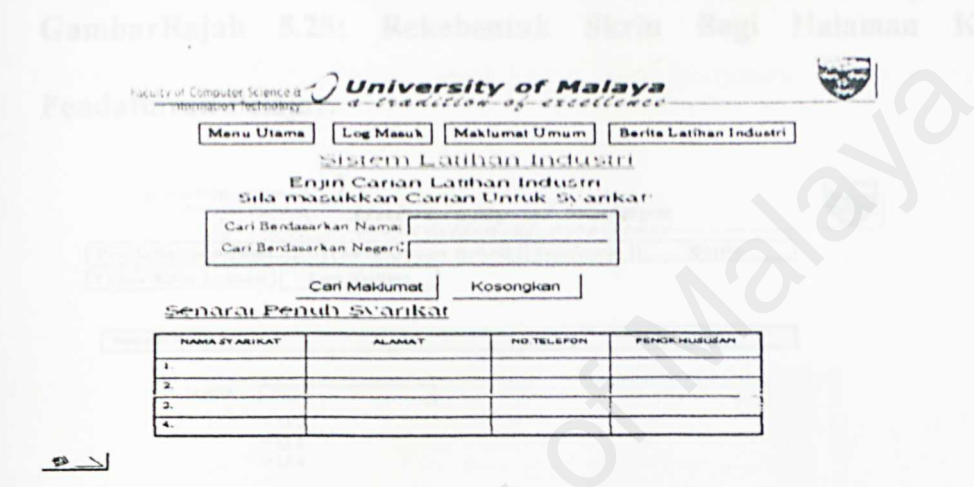 GambarRajah 5.25: Rekabentuk Skrin Bagi Halaman K
Faculty of Computer Science &
Information Technology
University of Malaya
a tradition of excellence
Menu Utama Log Masuk Maklumat Umum Berita Latihan Industri
Sistem Latihan Industri
Enjin Carian Latihan Industri
Sila masukkan Carian Untuk Syarikat:
Cari Berdasarkan Nama:
Cari Berdasarkan Negeri:
Cari Maklumat Kosongkan
Senarai Penuh Syarikat
NAMA SYARIKAT ALAMAT NO.TELEFON PENGKHUSUSAN
1.
2.
3.
4.
of Malaya